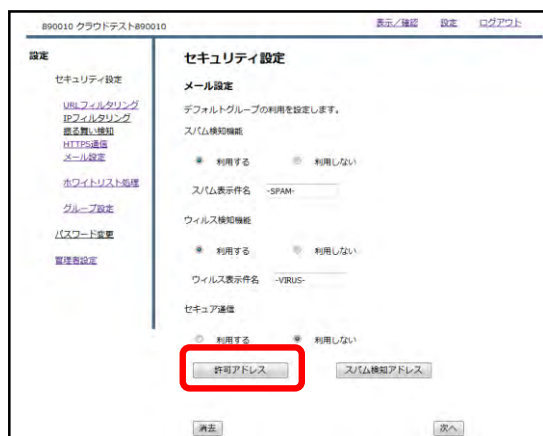 890010 クラウドテスト890010
表示/確認 設定 ログアウト
設定
セキュリティ設定
URLフィルタリング
IPフィルタリング
振る舞い検知
HTTPS通信
メール設定
ホワイトリスト処理
グループ設定
パスワード変更
管理者設定
セキュリティ設定
メール設定
デフォルトグループの利用を設定します。
スパム検知機能
利用する 利用しない
スパム表示件名 -SPAM-
ウィルス検知機能
利用する 利用しない
ウィルス表示件名 -VIRUS-
セキュア通信
利用する 利用しない
許可アドレス スパム検知アドレス
消去 次へ